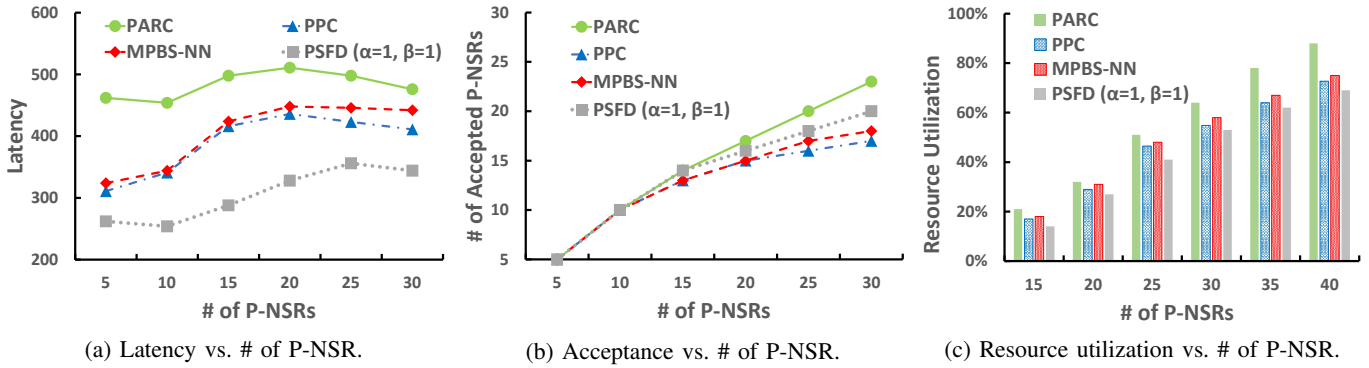 PARC
PPC
MPBS-NN
PSFD (α=1, β=1)
600
500
400
300
200
Latency
5 10 15 20 25 30
# of P-NSRs
(a) Latency vs. # of P-NSR.
30
25
20
15
10
5
# of Accepted P-NSRs
PARC
PPC
MPBS-NN
PSFD (α=1, β=1)
5 10 15 20 25 30
# of P-NSRs
(b) Acceptance vs. # of P-NSR.
100%
80%
60%
40%
20%
0%
Resource Utilization
PARC
PPC
MPBS-NN
PSFD (α=1, β=1)
15 20 25 30 35 40
# of P-NSRs
(c) Resource utilization vs. # of P-NSR.